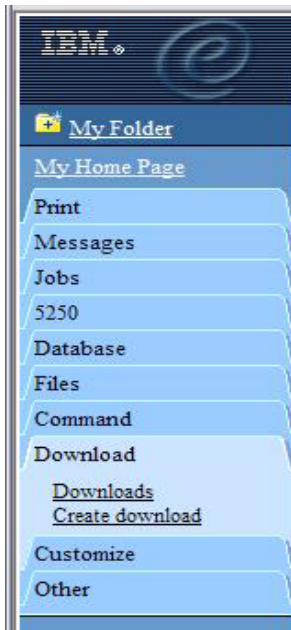 IBM®
My Folder
My Home Page
Print
Messages
Jobs
5250
Database
Files
Command
Download
Downloads
Create download
Customize
Other